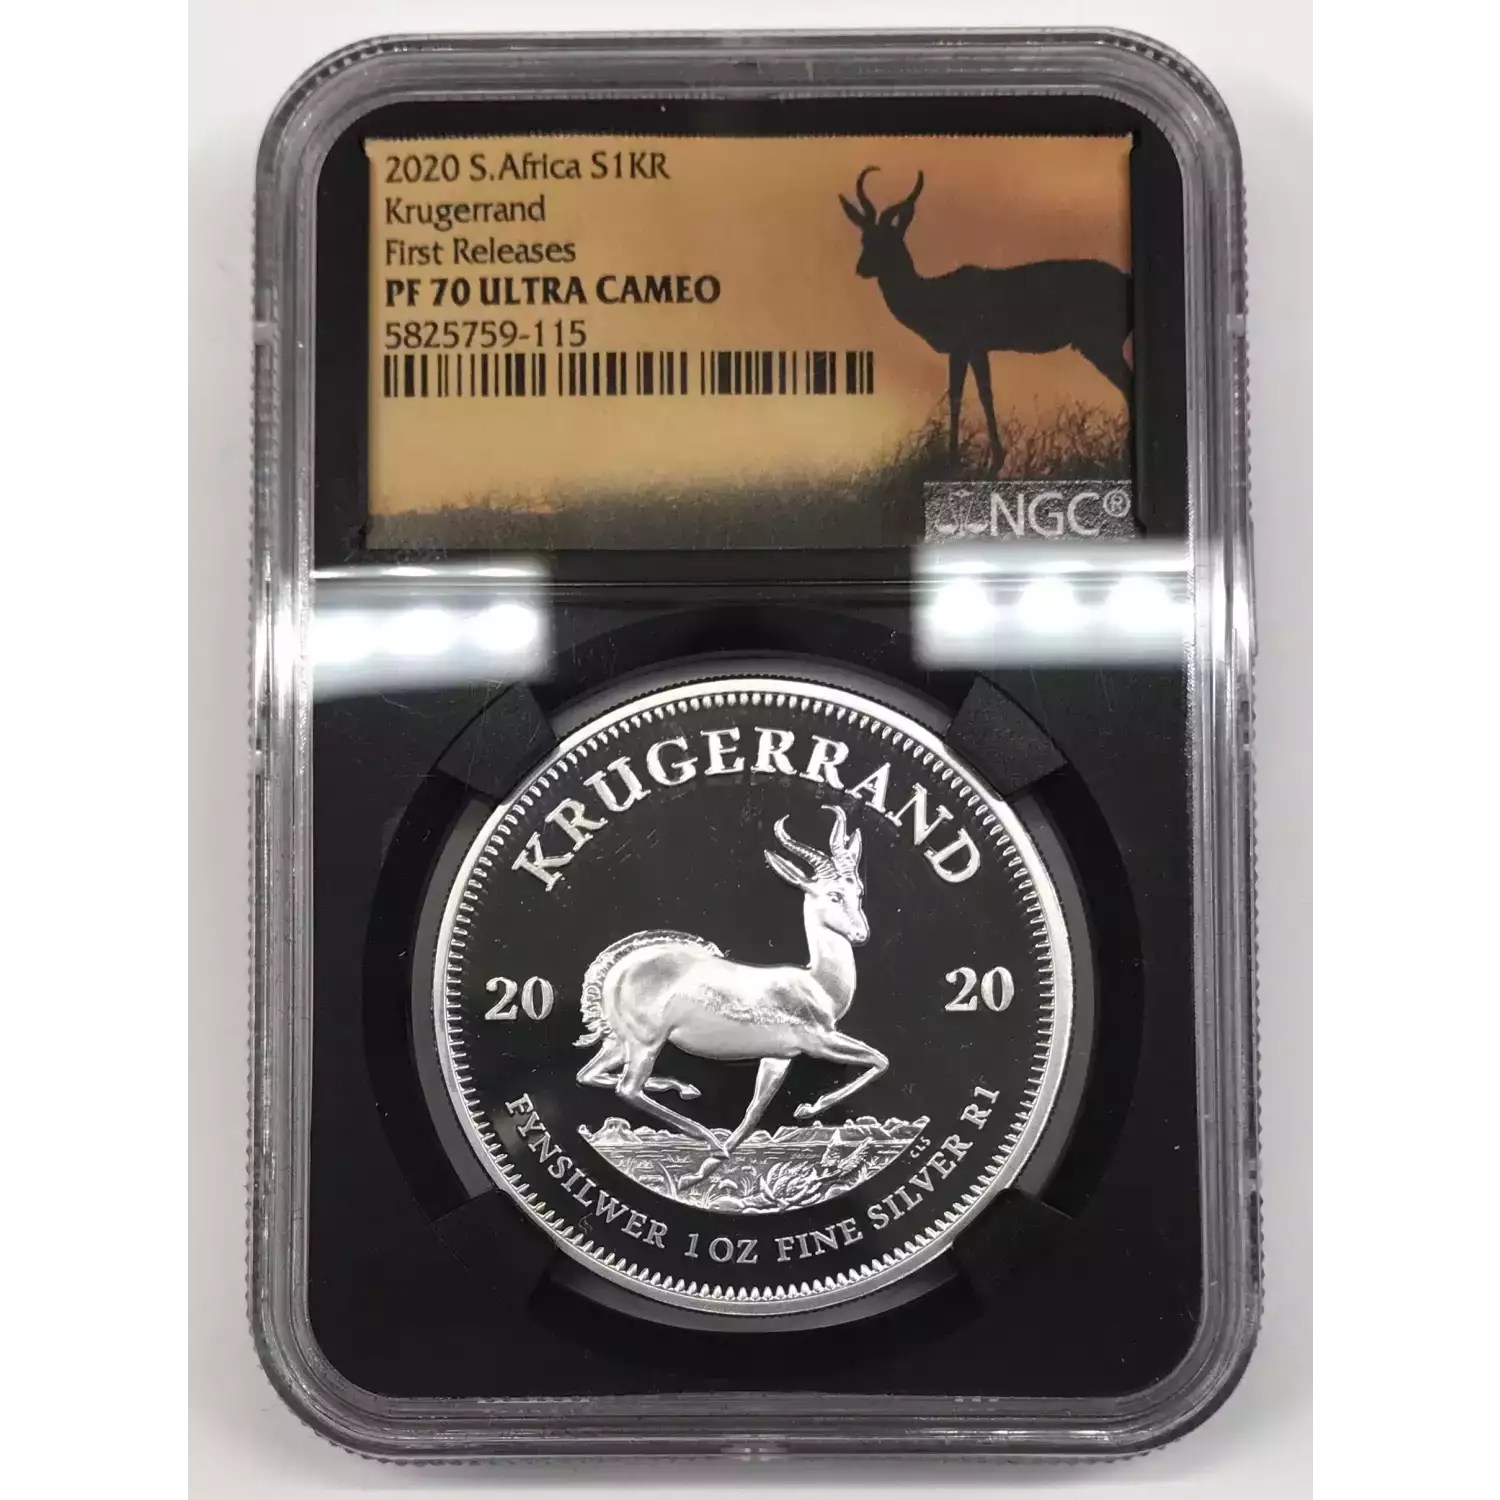 2020 S.Africa S1KR
Krugerrand
First Releases
PF 70 ULTRA CAMEO
5825759-115
NGC®
KRUGERRAND
20 20
CLS
FYNSILWER 1 OZ FINE SILVER R1